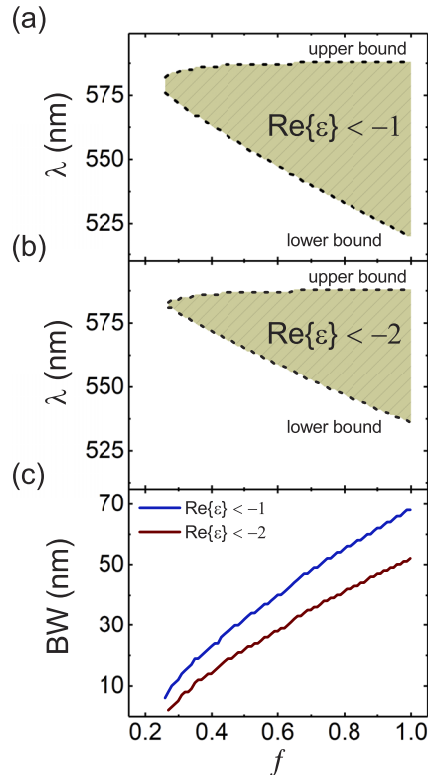 (a)
upper bound
575
Re{ε} < −1
λ (nm)
550
525
lower bound
(b)
upper bound
575
Re{ε} < −2
λ (nm)
550
lower bound
525
(c)
70
Re{ε} < −1
Re{ε} < −2
50
BW (nm)
30
10
0.2 0.4 0.6 0.8 1.0
f